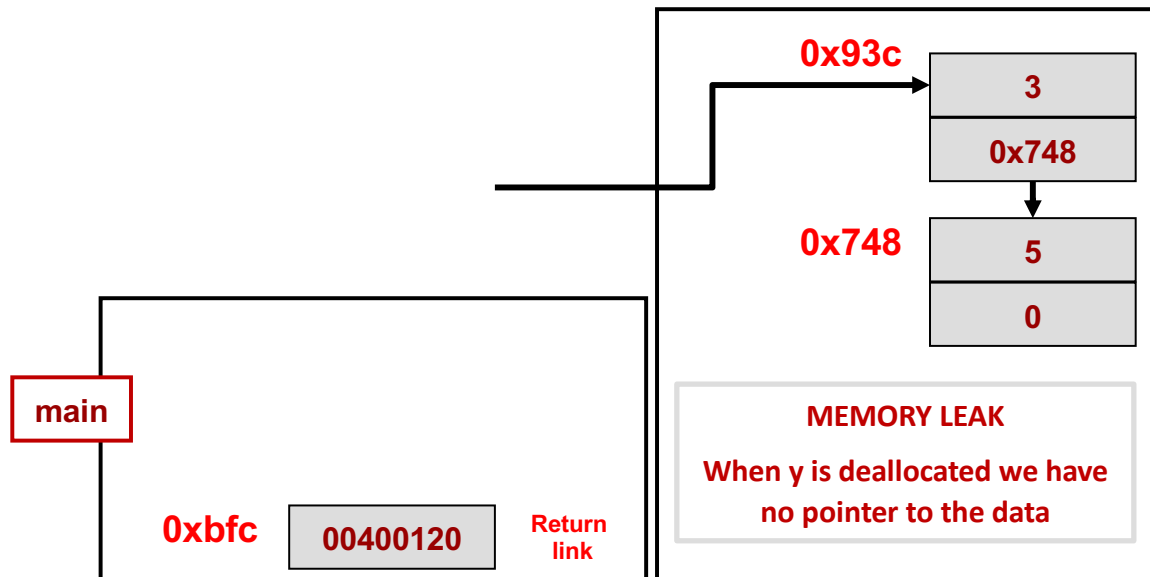 0x93c
3
0x748
0x748
5
0
main
MEMORY LEAK
When y is deallocated we have
no pointer to the data
0xbfc
00400120
Return
link